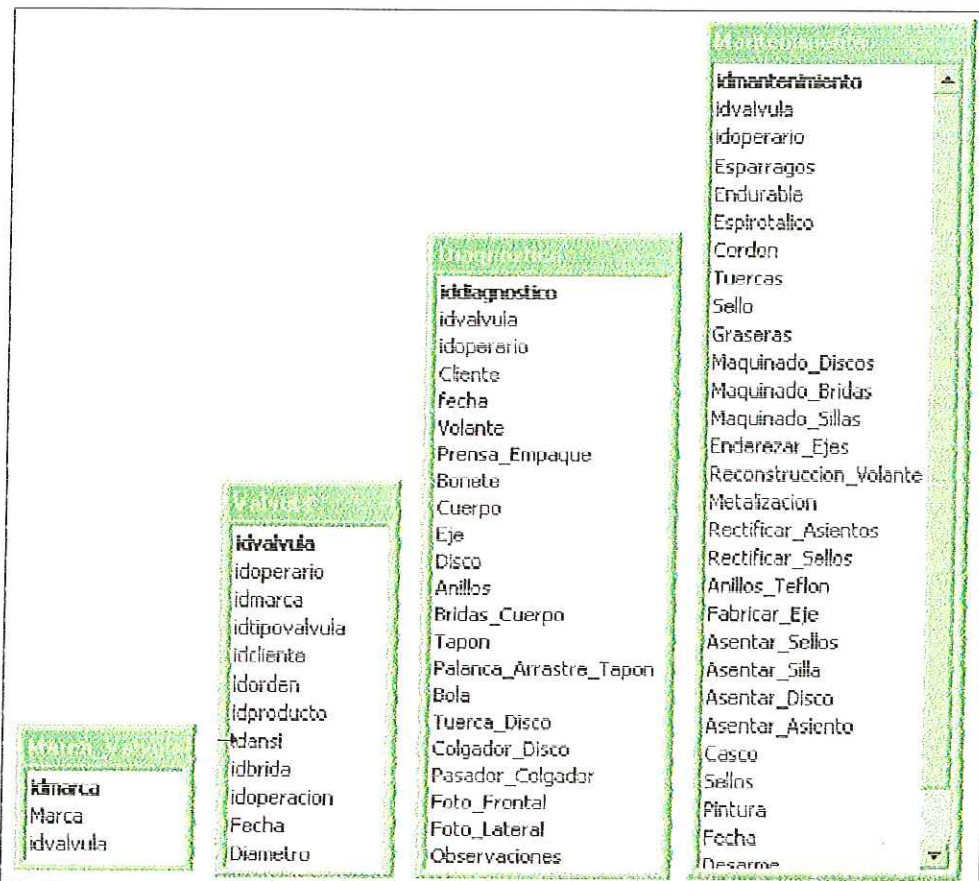 idmarca
Marca
idvalvula
idvalvula
idoperario
idmarca
idtipovalvula
idcliente
idorden
idproducto
idansi
idbrida
idoperacion
Fecha
Diametro
Diagnostico
iddiagnostico
idvalvula
idoperario
Cliente
fecha
Volante
Prensa_Empaque
Bonete
Cuerpo
Eje
Disco
Anillos
Bridas_Cuerpo
Tapon
Palanca_Arrastre_Tapon
Bola
Tuerca_Disco
Colgador_Disco
Pasador_Colgador
Foto_Frontal
Foto_Lateral
Observaciones
Mantenimiento
idmantenimiento
idvalvula
idoperario
Esparragos
Endurable
Espirotalico
Cordon
Tuercas
Sello
Graseras
Maquinado_Discos
Maquinado_Bridas
Maquinado_Sillas
Enderezar_Ejes
Reconstruccion_Volante
Metalizacion
Rectificar_Asientos
Rectificar_Sellos
Anillos_Teflon
Fabricar_Eje
Asentar_Sellos
Asentar_Silla
Asentar_Disco
Asentar_Asiento
Casco
Sellos
Pintura
Fecha
Desarme